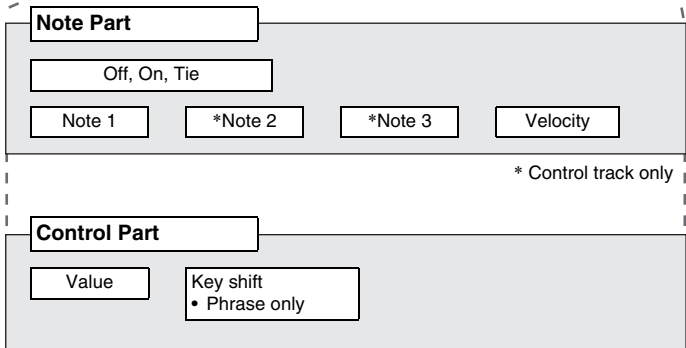 Note Part
Off, On, Tie
Note 1
*Note 2
*Note 3
Velocity
* Control track only
Control Part
Value
Key shift
• Phrase only